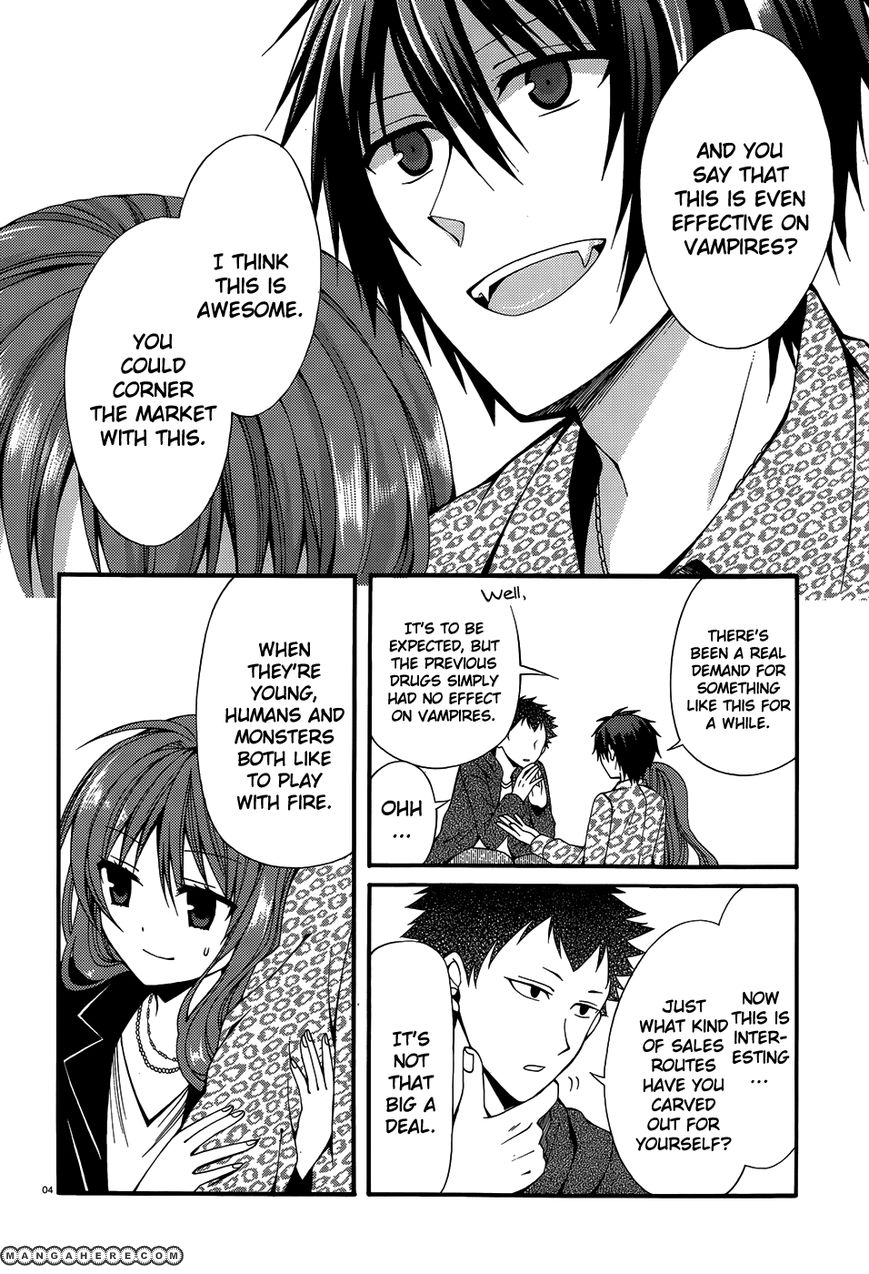 AND YOU
SAY THAT
THIS IS EVEN
EFFECTIVE ON
VAMPIRES?
I THINK
THIS IS
AWESOME.
YOU
COULD
CORNER
THE MARKET
WITH THIS.
THERE'S
BEEN A REAL
DEMAND FOR
SOMETHING
LIKE THIS FOR
A WHILE.
Well,
IT'S TO BE
EXPECTED, BUT
THE PREVIOUS
DRUGS SIMPLY
HAD NO EFFECT
ON VAMPIRES.
OHH
...
NOW
THIS IS
INTER-
ESTING
...
JUST
WHAT KIND
OF SALES
ROUTES
HAVE YOU
CARVED
OUT FOR
YOURSELF?
IT'S
NOT
THAT
BIG A
DEAL.
WHEN
THEY'RE
YOUNG,
HUMANS AND
MONSTERS
BOTH LIKE
TO PLAY
WITH FIRE.
04
MANGAHERE.COM